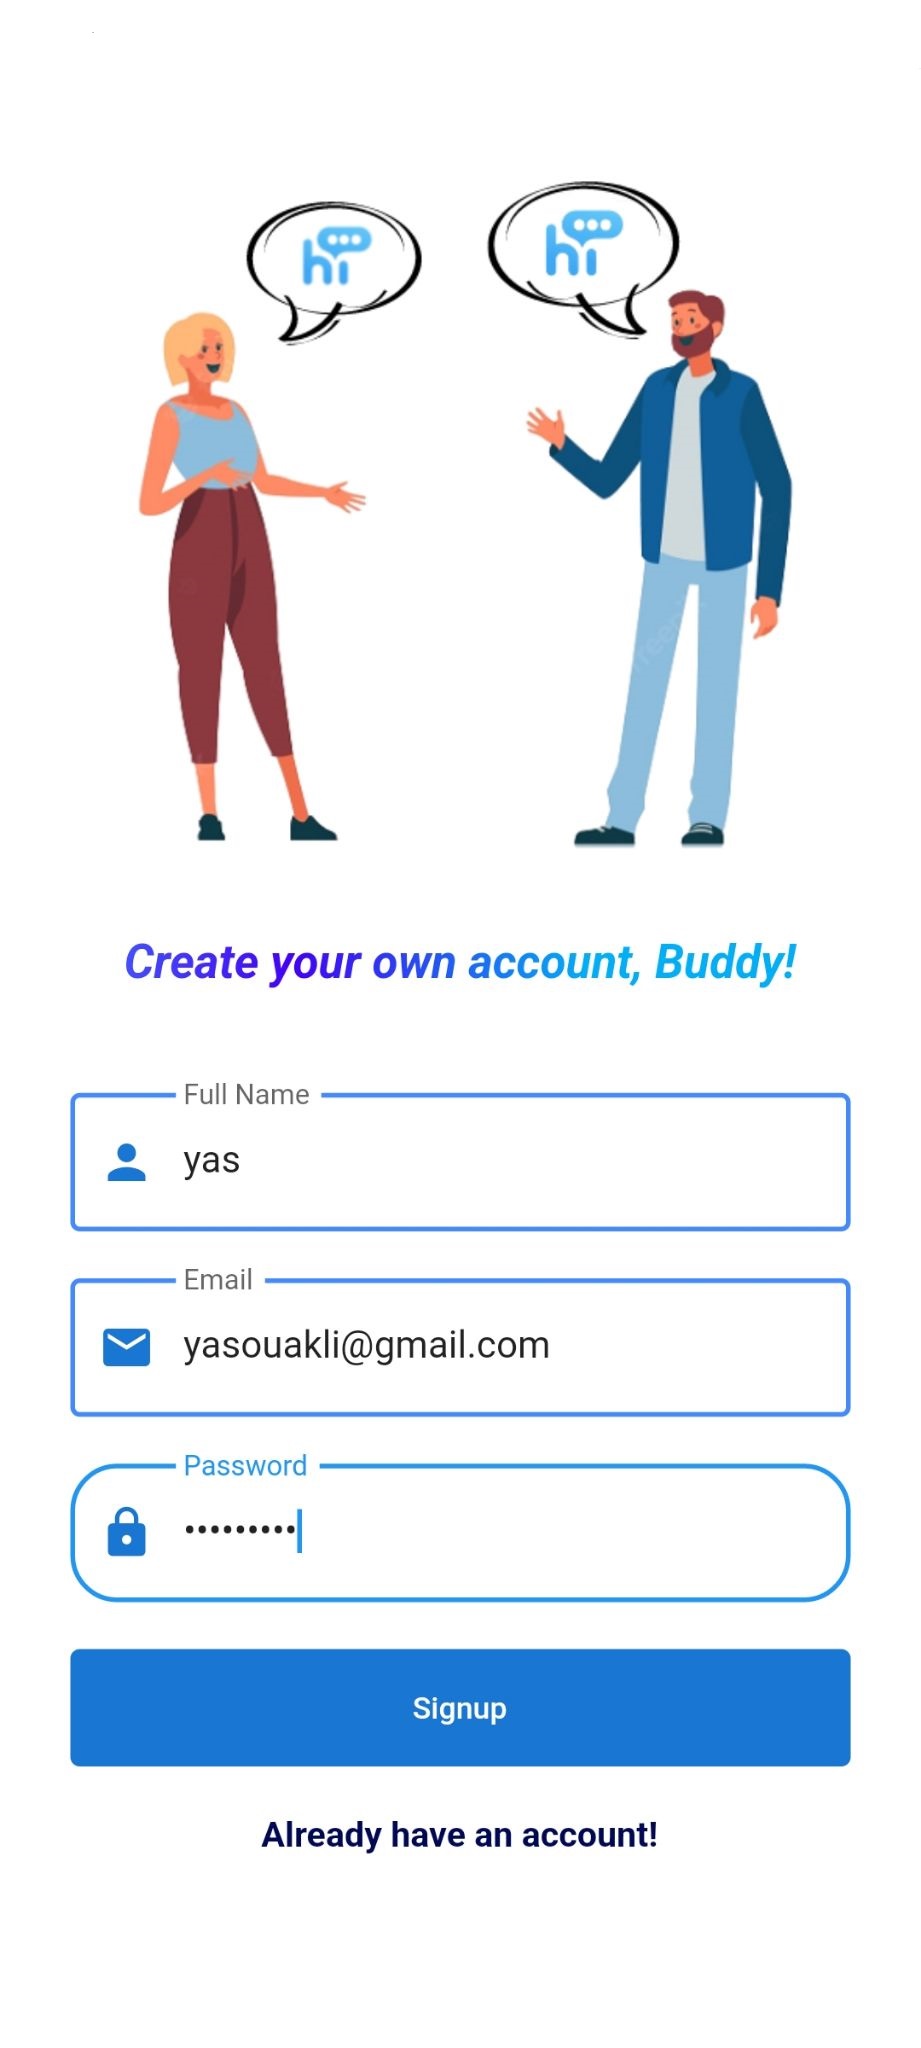 hi
hi
Create your own account, Buddy!
Full Name
yas
Email
yasouakli@gmail.com
Password
•••••••••
Signup
Already have an account!